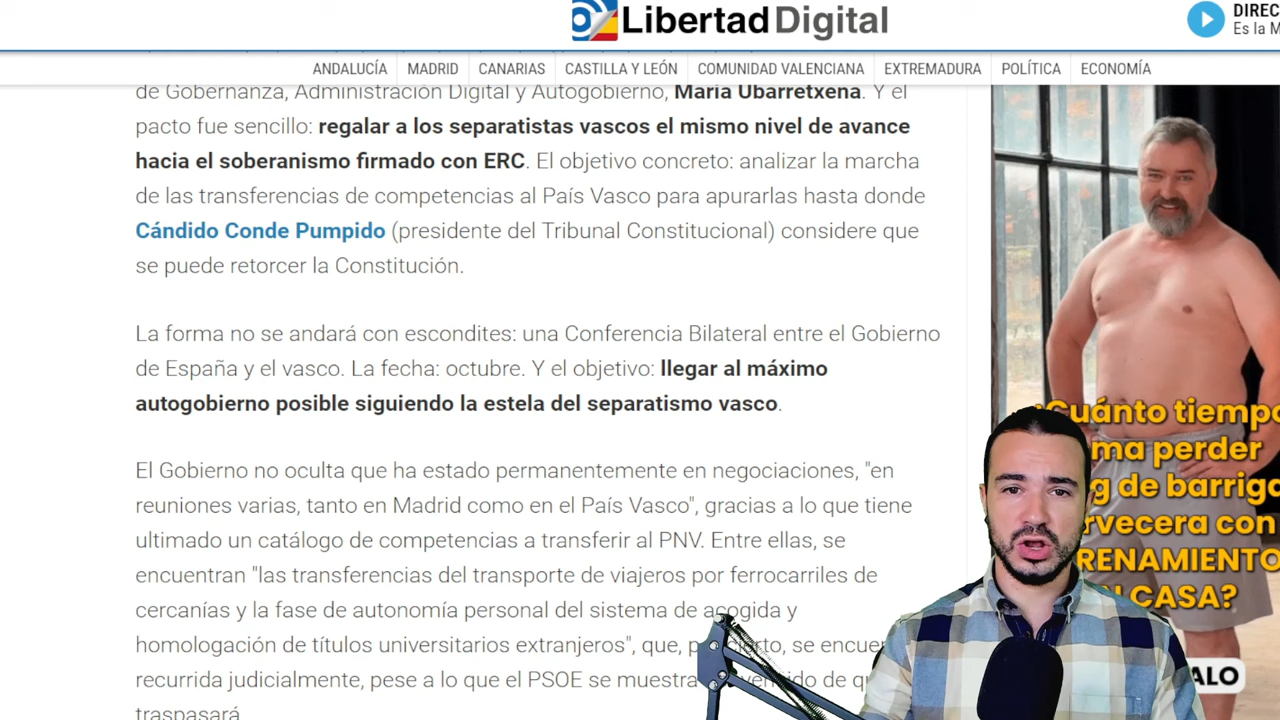 Libertad Digital
DIREC
Es la M
ANDALUCÍA MADRID CANARIAS CASTILLA Y LEÓN COMUNIDAD VALENCIANA EXTREMADURA POLÍTICA ECONOMÍA
de Gobernanza, Administración Digital y Autogobierno, María Ubarretxena. Y el
pacto fue sencillo: regalar a los separatistas vascos el mismo nivel de avance
hacia el soberanismo firmado con ERC. El objetivo concreto: analizar la marcha
de las transferencias de competencias al País Vasco para apurarlas hasta donde
Cándido Conde Pumpido (presidente del Tribunal Constitucional) considere que
se puede retorcer la Constitución.
La forma no se andará con escondites: una Conferencia Bilateral entre el Gobierno
de España y el vasco. La fecha: octubre. Y el objetivo: llegar al máximo
autogobierno posible siguiendo la estela del separatismo vasco.
El Gobierno no oculta que ha estado permanentemente en negociaciones, "en
reuniones varias, tanto en Madrid como en el País Vasco", gracias a lo que tiene
ultimado un catálogo de competencias a transferir al PNV. Entre ellas, se
encuentran "las transferencias del transporte de viajeros por ferrocarriles de
cercanías y la fase de autonomía personal del sistema de acogida y
homologación de títulos universitarios extranjeros", que, por cierto, se encue
recurrida judicialmente, pese a lo que el PSOE se muestra
traspasará
¿Cuánto tiempo
ma perder
g de barriga
rvecera con
RENAMIENTO
N CASA?
ALO